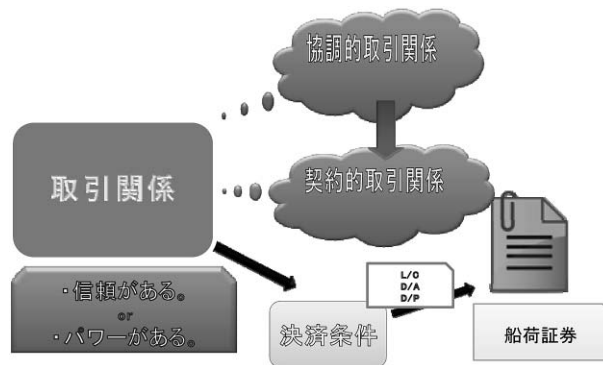 協調的取引関係
取引関係
契約的取引関係
・信頼がある。
or
・パワーがある。
L/C
D/A
D/P
決済条件
船荷証券